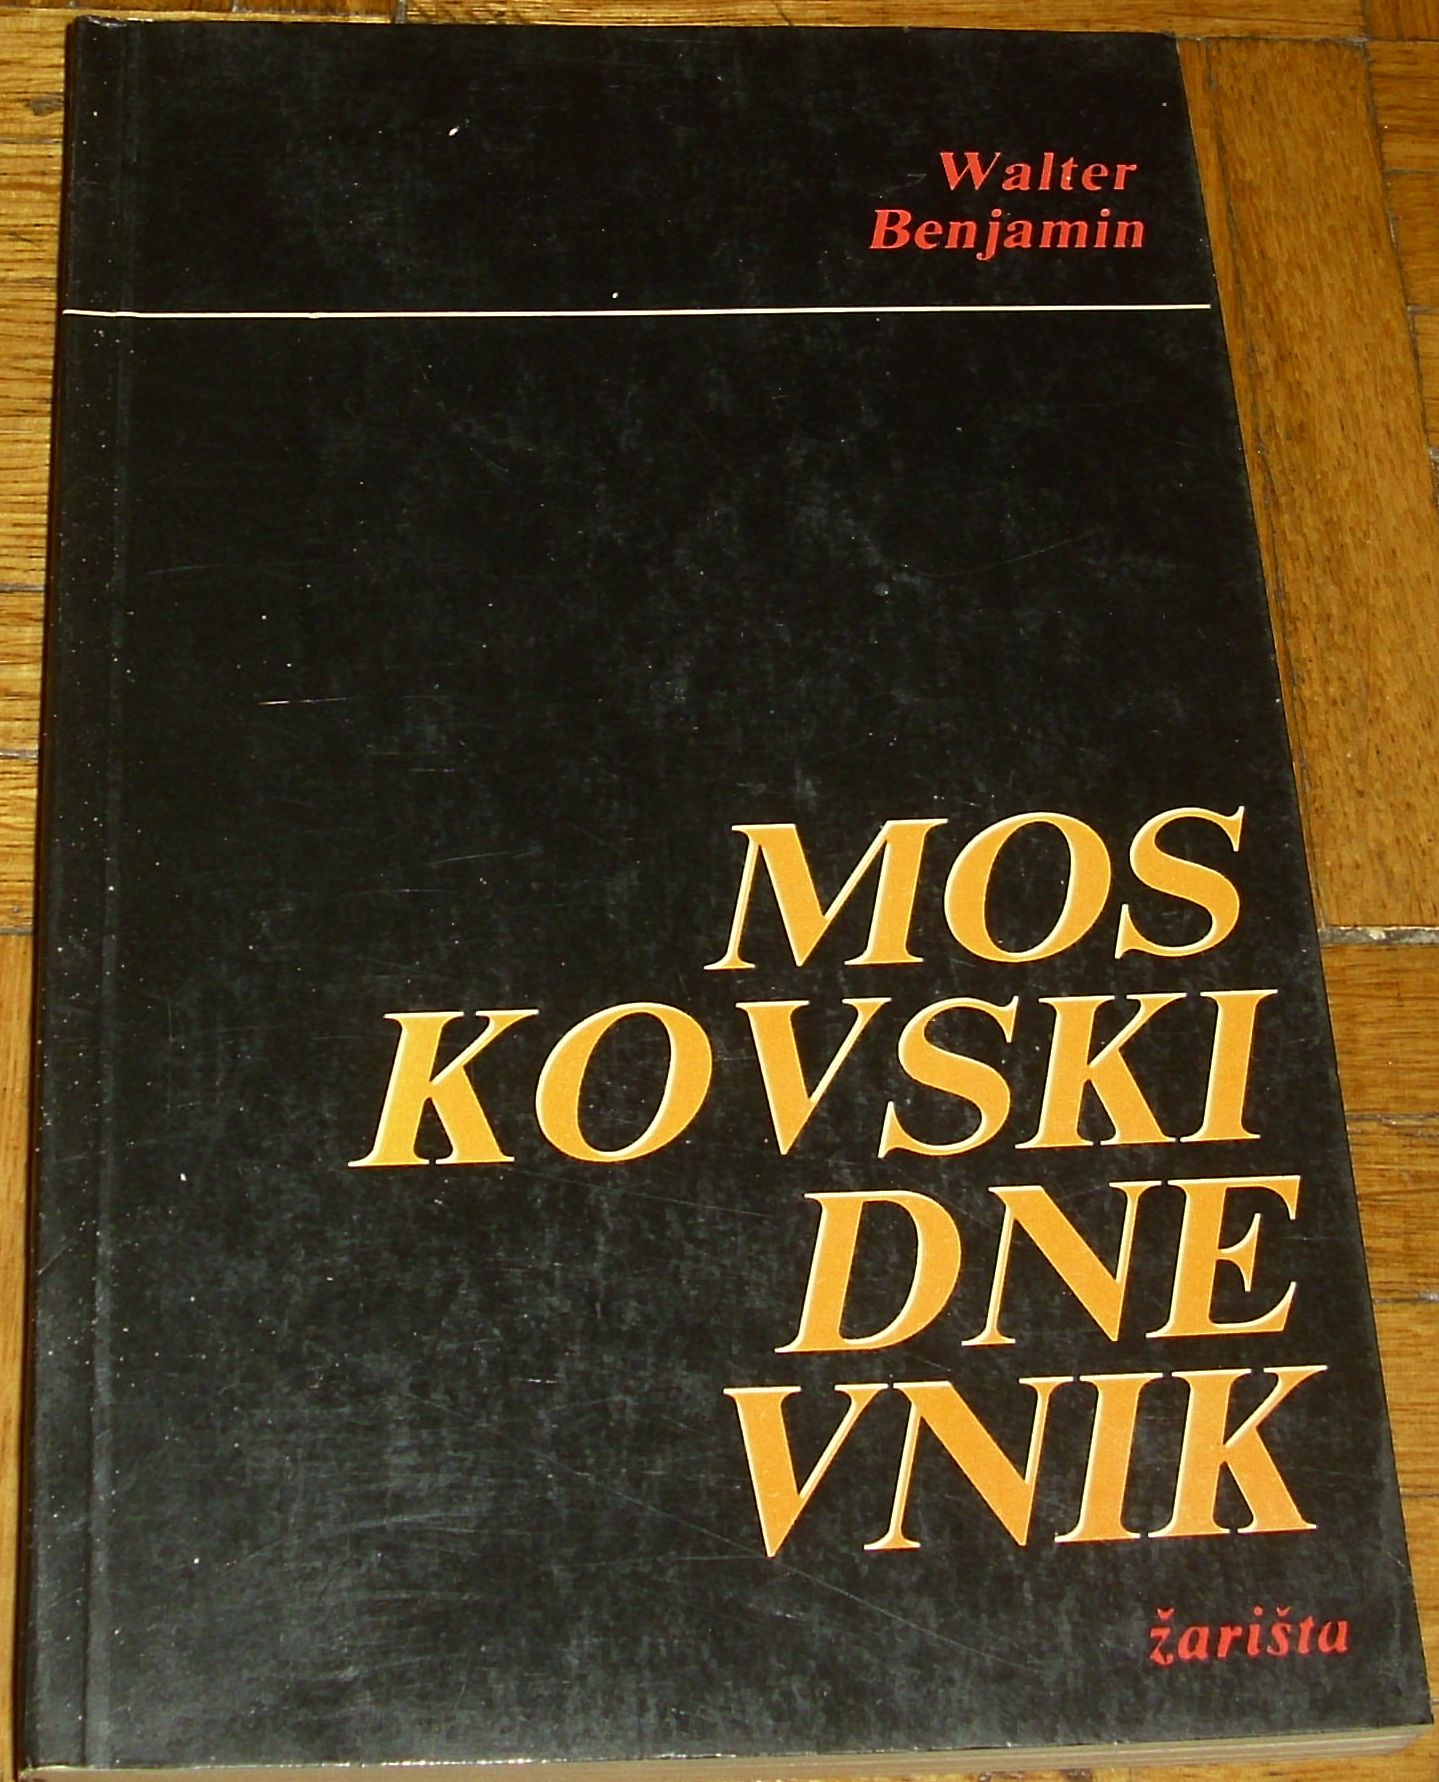 Walter
Benjamin
MOS
KOVSKI
DNE
VNIK
žarišta